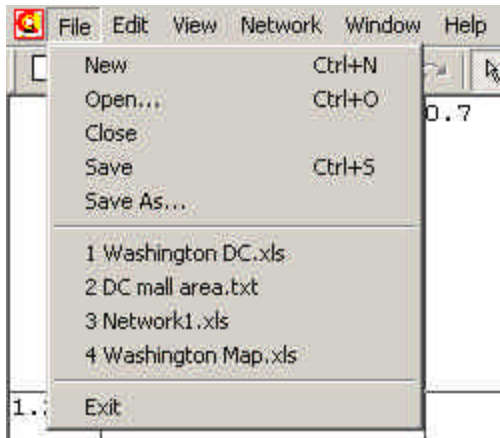 File Edit View Network Window Help
New Ctrl+N
Open... Ctrl+O
0.7
Close
Save Ctrl+S
Save As...
1 Washington DC.xls
2 DC mall area.txt
3 Network1.xls
4 Washington Map.xls
Exit